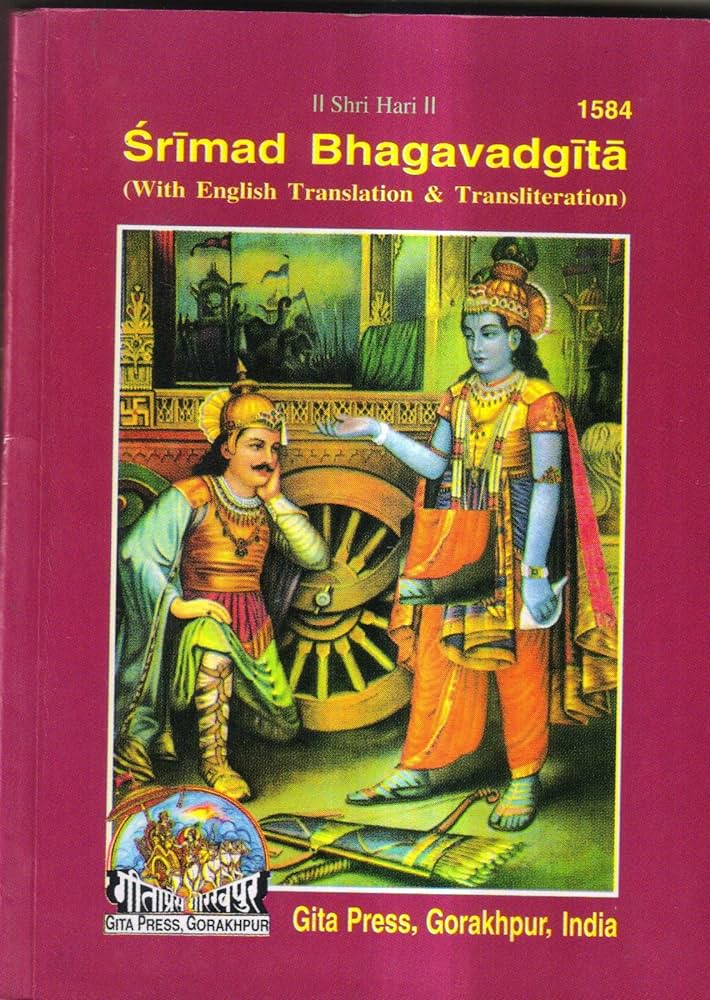 || Shri Hari ||
1584
Śrīmad Bhagavadgītā
(With English Translation & Transliteration)
गीताप्रेस गोरखपुर
GITA PRESS, GORAKHPUR
Gita Press, Gorakhpur, India